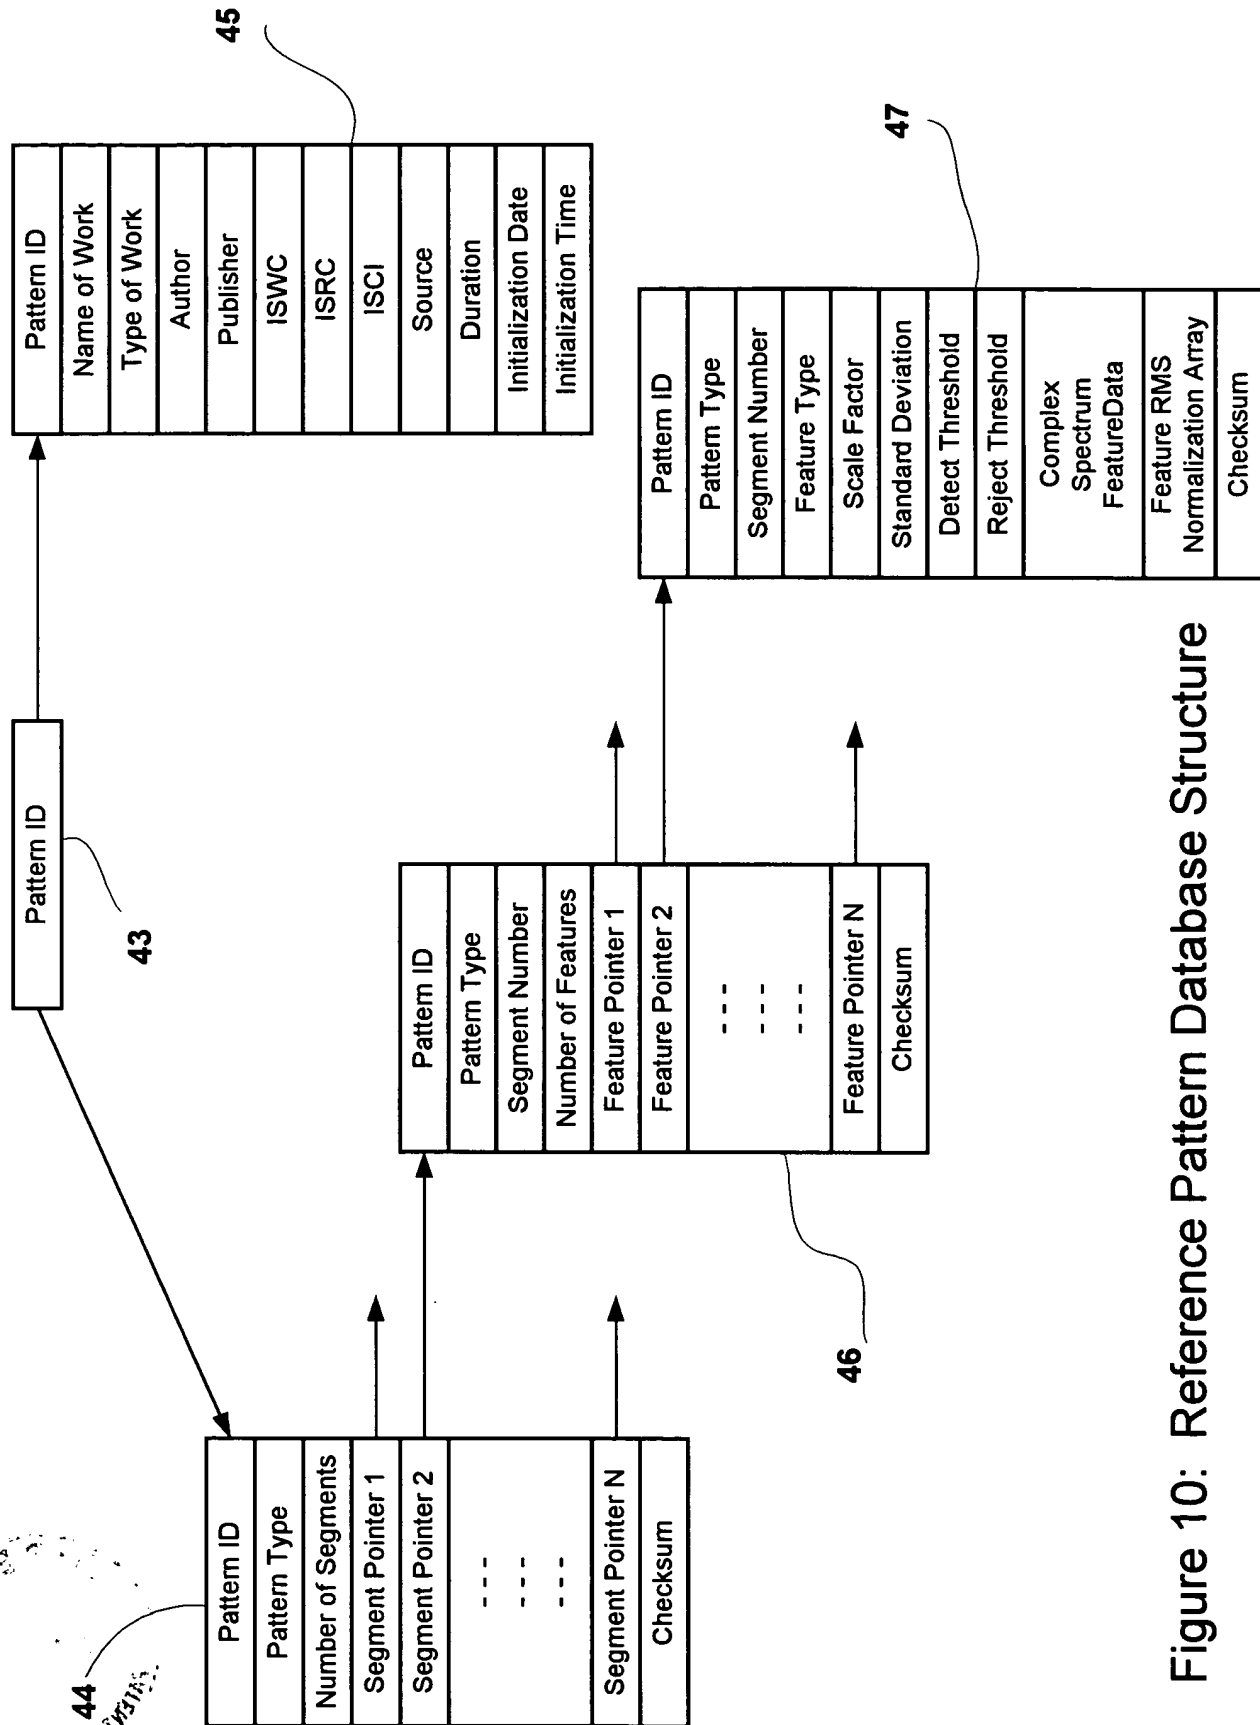 Pattern ID
43
Pattern ID
Name of Work
Type of Work
Author
Publisher
ISWC
ISRC
ISCI
Source
Duration
Initialization Date
Initialization Time
45
44
Pattern ID
Pattern Type
Number of Segments
Segment Pointer 1
Segment Pointer 2
- - -
- - -
- - -
Segment Pointer N
Checksum
Pattern ID
Pattern Type
Segment Number
Number of Features
Feature Pointer 1
Feature Pointer 2
- - -
- - -
- - -
Feature Pointer N
Checksum
46
Pattern ID
Pattern Type
Segment Number
Feature Type
Scale Factor
Standard Deviation
Detect Threshold
Reject Threshold
Complex
Spectrum
FeatureData
Feature RMS
Normalization Array
Checksum
47
Figure 10: Reference Pattern Database Structure